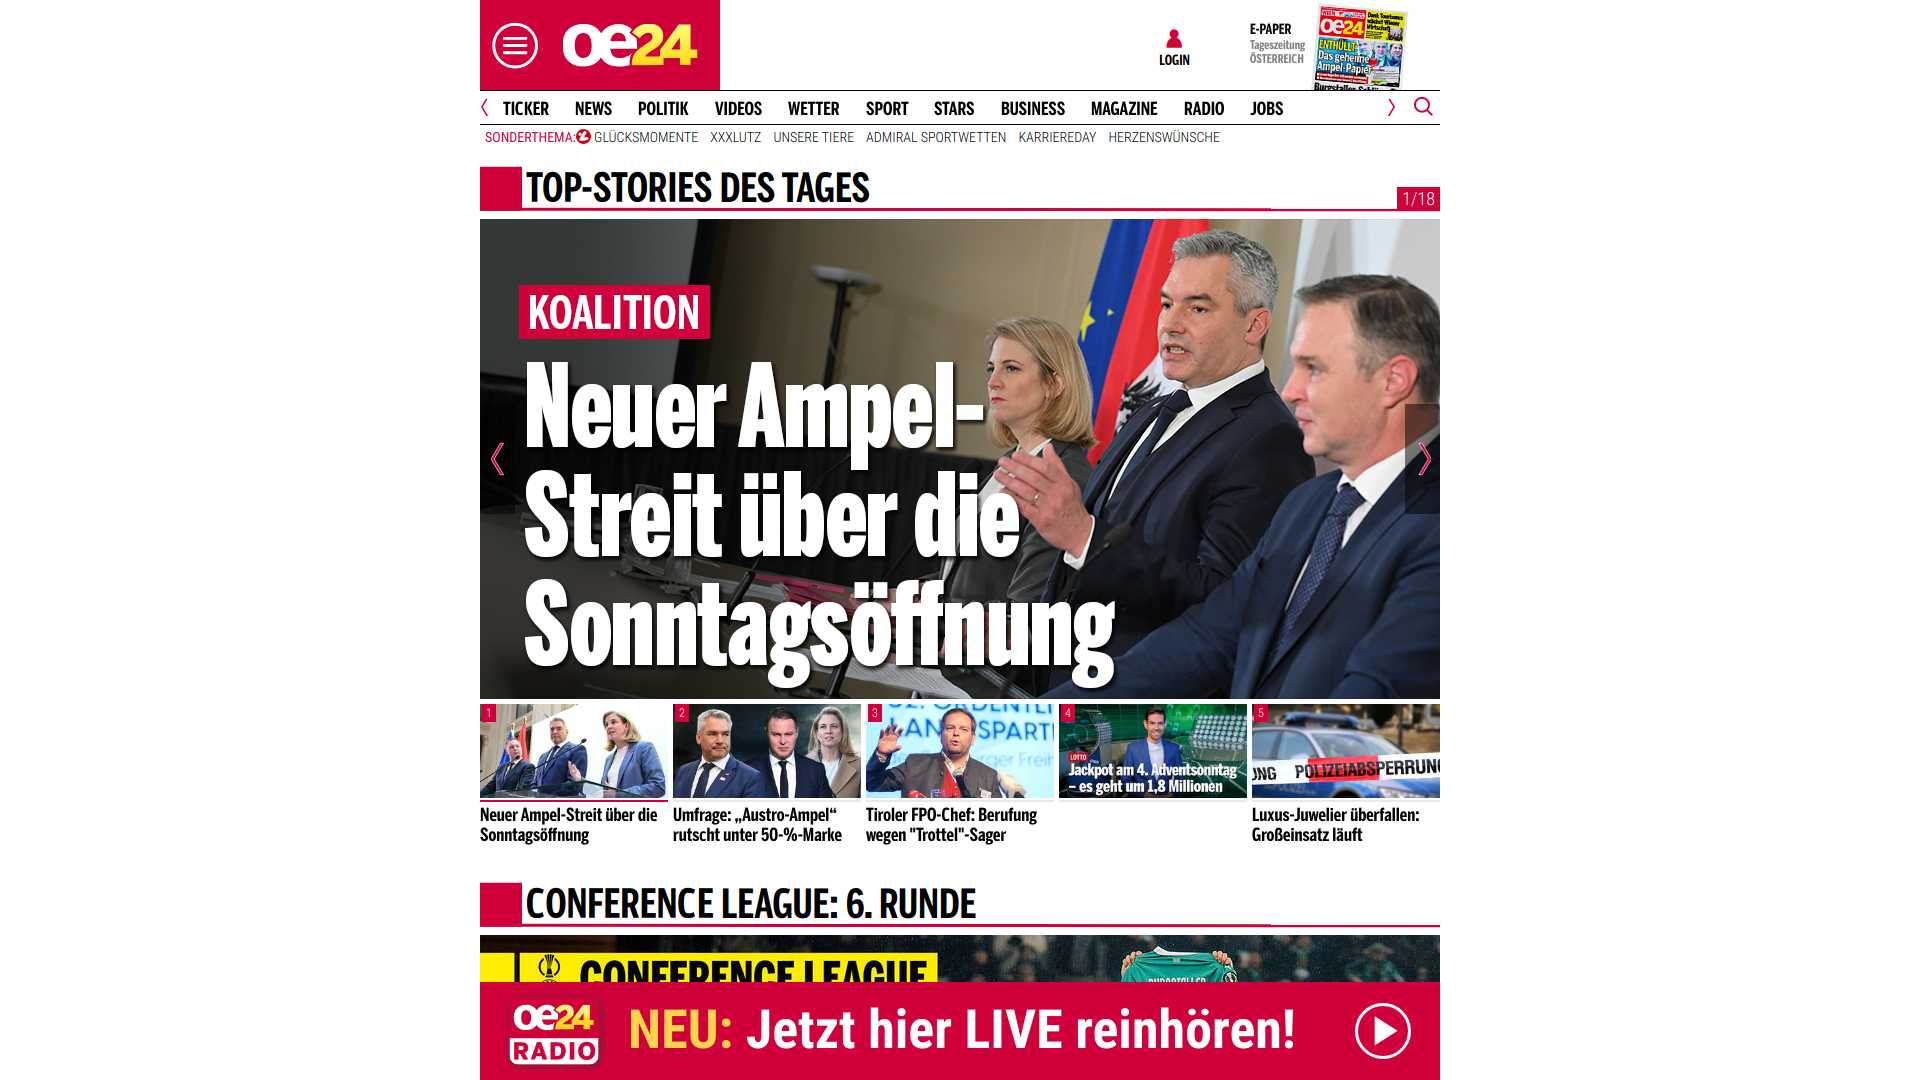 oe24
LOGIN
E-PAPER
Tageszeitung
ÖSTERREICH
oe24
ENTHÜLLT:
Das geheime
Ampel-Papier
TICKER NEWS POLITIK VIDEOS WETTER SPORT STARS BUSINESS MAGAZINE RADIO JOBS
SONDERTHEMA: GLÜCKSMOMENTE XXXLUTZ UNSERE TIERE ADMIRAL SPORTWETTEN KARRIEREDAY HERZENSWÜNSCHE
TOP-STORIES DES TAGES
1/18
KOALITION
Neuer Ampel-
Streit über die
Sonntagsöffnung
1
2
3
4
5
LOTTO
Jackpot am 4. Adventsonntag
– es geht um 1,8 Millionen
POLIZEIABSPERRUNG
Neuer Ampel-Streit über die
Sonntagsöffnung
Umfrage: „Austro-Ampel“
rutscht unter 50-%-Marke
Tiroler FPO-Chef: Berufung
wegen "Trottel"-Sager
Luxus-Juwelier überfallen:
Großeinsatz läuft
CONFERENCE LEAGUE: 6. RUNDE
CONFERENCE LEAGUE
oe24
RADIO
NEU: Jetzt hier LIVE reinhören!